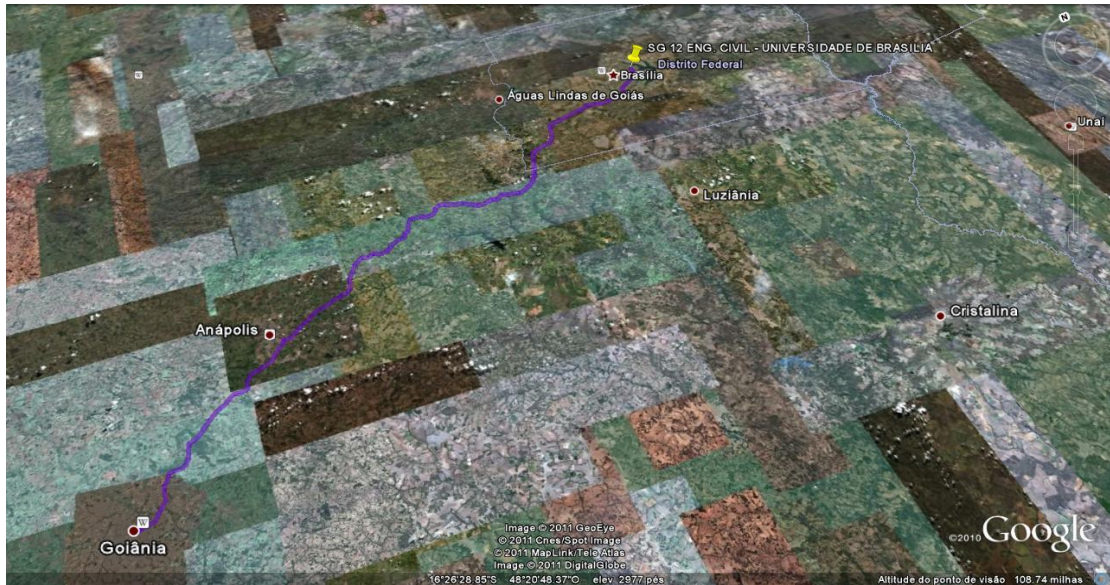 N
SG 12 ENG. CIVIL - UNIVERSIDADE DE BRASILIA
Distrito Federal
Brasília
Águas Lindas de Goiás
Unaí
Luziânia
Cristalina
Anápolis
W
Goiânia
Image © 2011 GeoEye
© 2011 Cnes/Spot Image
© 2011 MapLink/Tele Atlas
Image © 2011 DigitalGlobe
©2010 Google
16°26'28.85"S 48°20'48.37"O elev 2977 pés
Altitude do ponto de visão 108.74 milhas